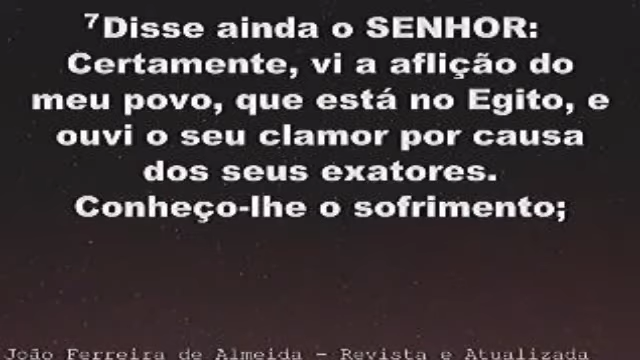 ⁷Disse ainda o SENHOR:
Certamente, vi a aflição do
meu povo, que está no Egito, e
ouvi o seu clamor por causa
dos seus exatores.
Conheço-lhe o sofrimento;
João Ferreira de Almeida - Revista e Atualizada